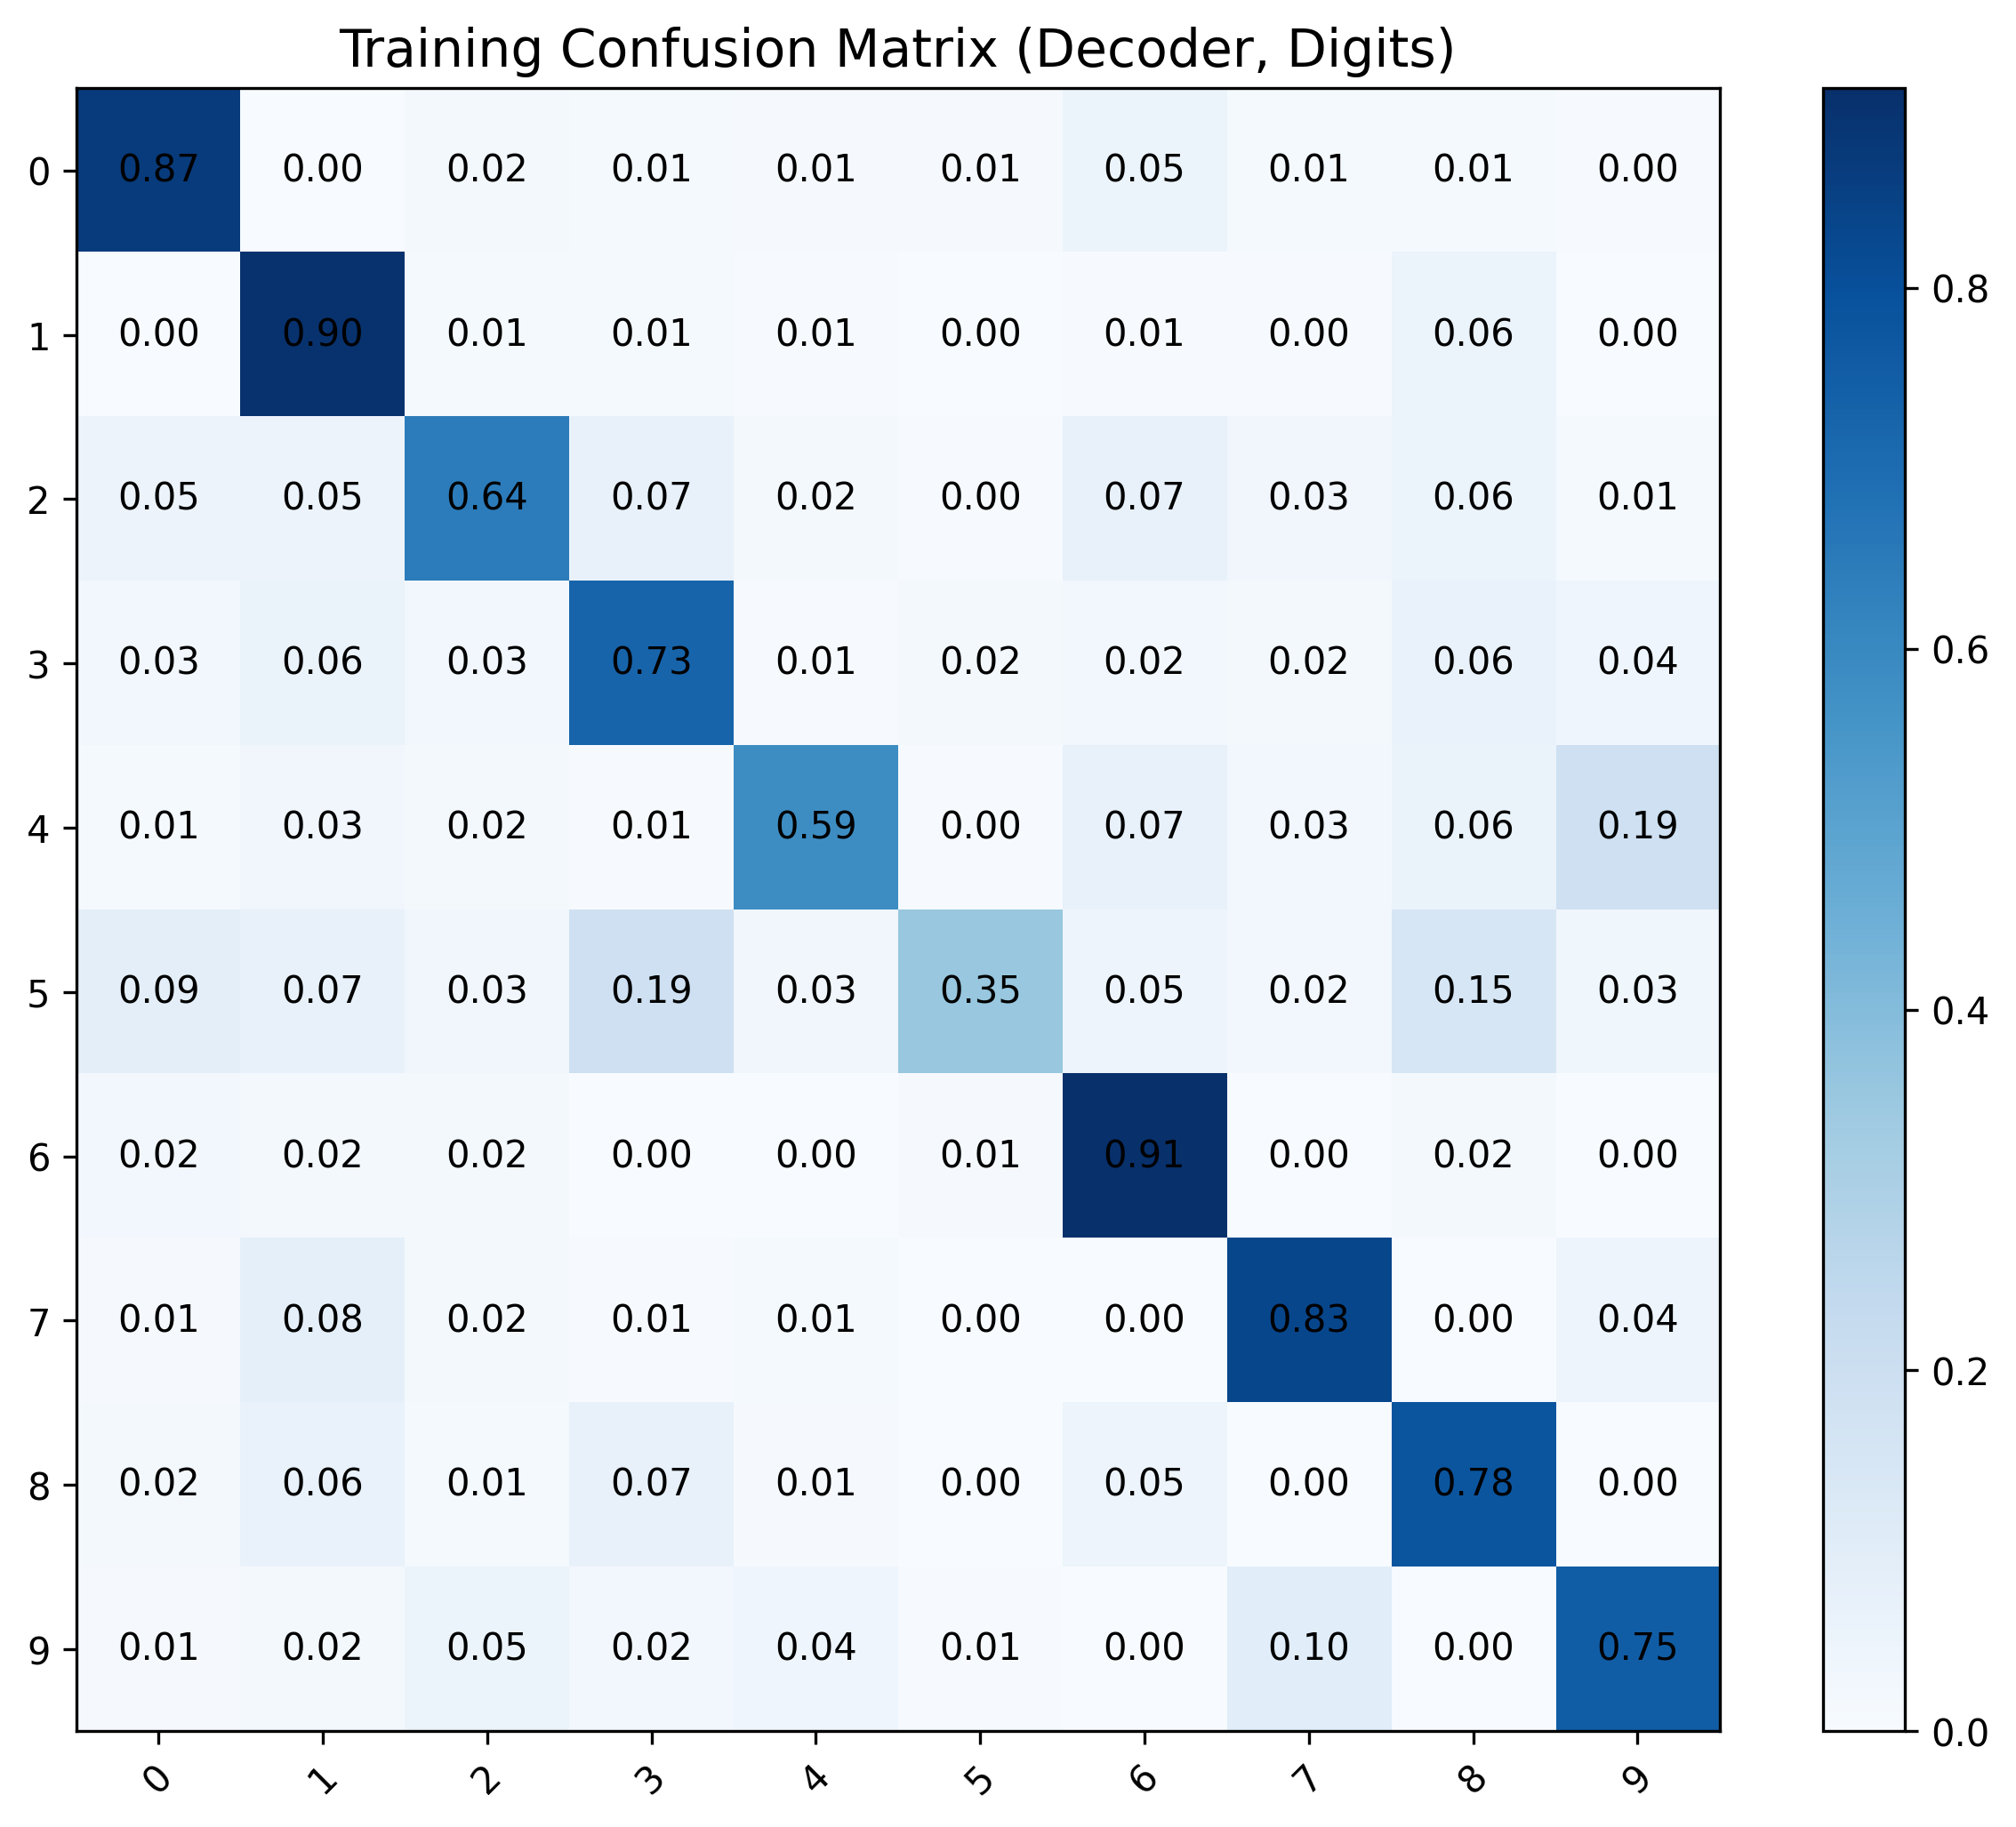 Training Confusion Matrix (Decoder, Digits)
0 0.87 0.00 0.02 0.01 0.01 0.01 0.05 0.01 0.01 0.00
1 0.00 0.90 0.01 0.01 0.01 0.00 0.01 0.00 0.06 0.00
2 0.05 0.05 0.64 0.07 0.02 0.00 0.07 0.03 0.06 0.01
3 0.03 0.06 0.03 0.73 0.01 0.02 0.02 0.02 0.06 0.04
4 0.01 0.03 0.02 0.01 0.59 0.00 0.07 0.03 0.06 0.19
5 0.09 0.07 0.03 0.19 0.03 0.35 0.05 0.02 0.15 0.03
6 0.02 0.02 0.02 0.00 0.00 0.01 0.91 0.00 0.02 0.00
7 0.01 0.08 0.02 0.01 0.01 0.00 0.00 0.83 0.00 0.04
8 0.02 0.06 0.01 0.07 0.01 0.00 0.05 0.00 0.78 0.00
9 0.01 0.02 0.05 0.02 0.04 0.01 0.00 0.10 0.00 0.75
0 1 2 3 4 5 6 7 8 9
0.8
0.6
0.4
0.2
0.0